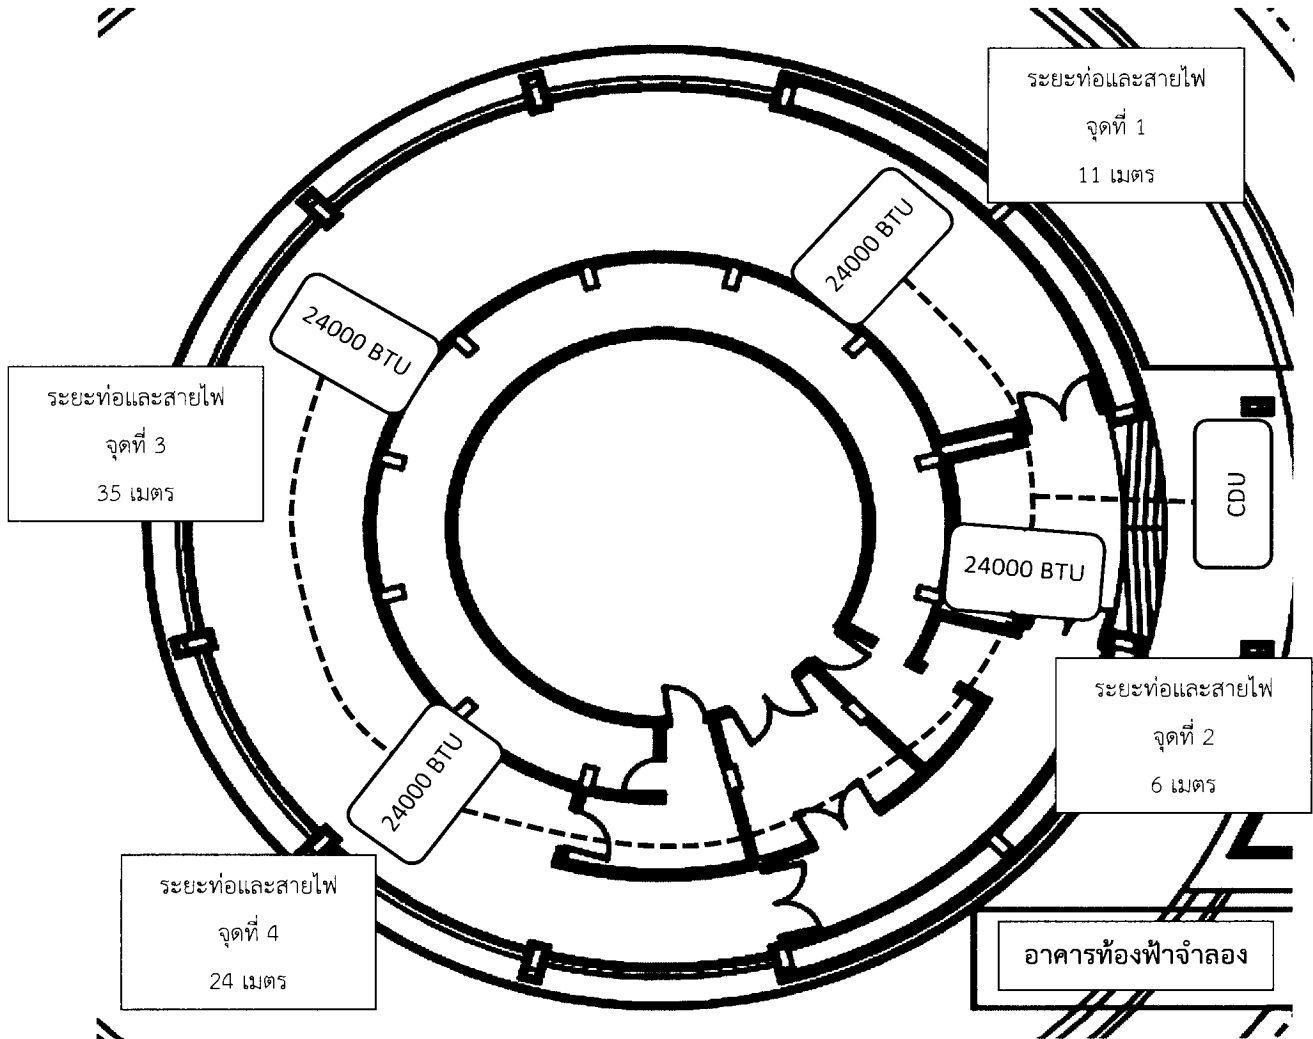 ระยะท่อและสายไฟ
จุดที่ 1
11 เมตร
24000 BTU
24000 BTU
ระยะท่อและสายไฟ
จุดที่ 3
35 เมตร
CDU
24000 BTU
ระยะท่อและสายไฟ
จุดที่ 2
6 เมตร
24000 BTU
ระยะท่อและสายไฟ
จุดที่ 4
24 เมตร
อาคารท้องฟ้าจำลอง